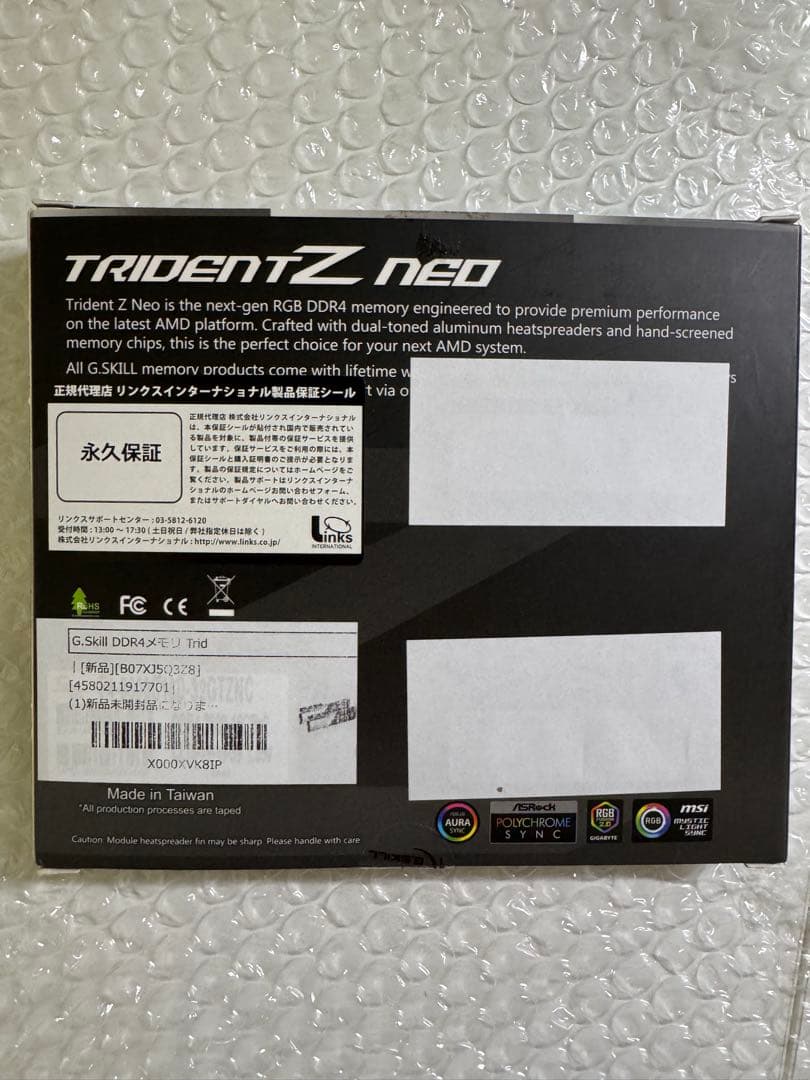 TRIDENTZ NEO
Trident Z Neo is the next-gen RGB DDR4 memory engineered to provide premium performance
on the latest AMD platform. Crafted with dual-toned aluminum heatspreaders and hand-screened
memory chips, this is the perfect choice for your next AMD system.
All G.SKILL memory products come with lifetime
正規代理店 リンクスインターナショナル製品保証シール
永久保証
正規代理店 株式会社リンクスインターナショナル
は、本保証シールが貼付され国内で販売されてい
る製品を対象に、製品付帯の保証サービスを提供
しています。保証サービスをご利用の際には、本
保証シールと購入証明書のご提示が必要となりま
す。製品の保証規定についてはホームページをご
覧ください。製品サポートはリンクスインターナ
ショナルのホームページお問い合わせフォーム、
またはサポートダイヤルへお問い合わせください。
リンクスサポートセンター : 03-5812-6120
受付時間 : 13:00 〜 17:30 ( 土日祝日 / 弊社指定休日は除く )
株式会社リンクスインターナショナル : http://www.links.co.jp/
Links
INTERNATIONAL
via
RoHS
FC CE
G.Skill DDR4メモリ Trid
| [新品][B07XJ5Q3Z8]
[4580211917701]
(1)新品未開封品になりま…
X000XVK8IP
Made in Taiwan
*All production processes are taped
Caution: Module heatspreader fin may be sharp. Please handle with care
ASUS
AURA
SYNC
ASRock
POLYCHROME
SYNC
RGB
FUSION
2.0
GIGABYTE
RGB
msi
MYSTIC
LIGHT
SYNC
G.SKILL